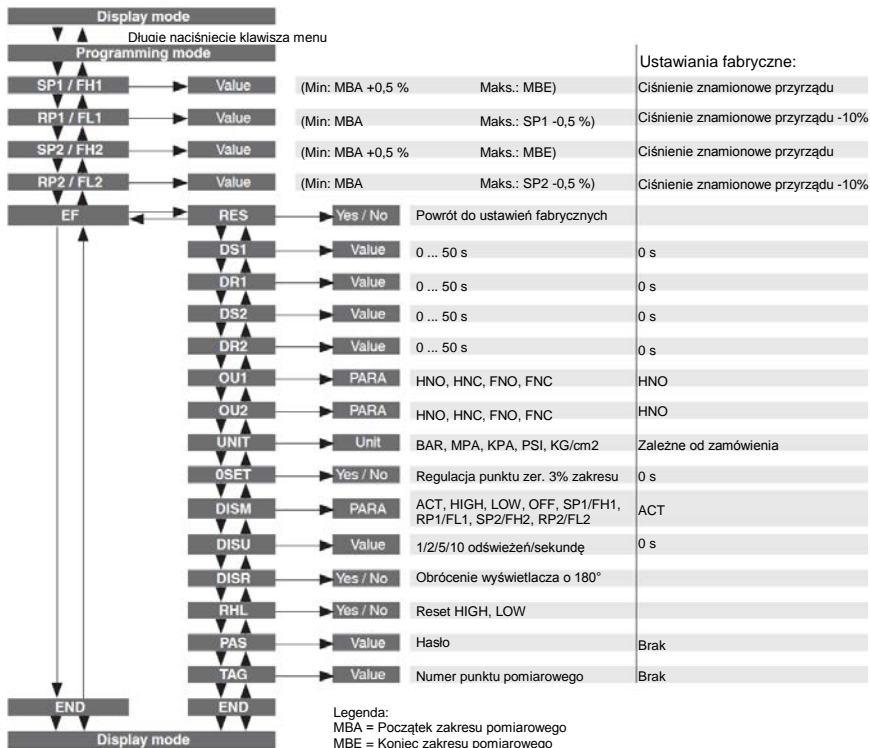 Display mode
Długie naciśniecie klawisza menu
Programming mode
Ustawiania fabryczne:
SP1 / FH1 Value (Min: MBA +0,5 % Maks.: MBE) Ciśnienie znamionowe przyrządu
RP1 / FL1 Value (Min: MBA Maks.: SP1 -0,5 %) Ciśnienie znamionowe przyrządu -10%
SP2 / FH2 Value (Min: MBA +0,5 % Maks.: MBE) Ciśnienie znamionowe przyrządu
RP2 / FL2 Value (Min: MBA Maks.: SP2 -0,5 %) Ciśnienie znamionowe przyrządu -10%
EF RES Yes / No Powrót do ustawień fabrycznych
DS1 Value 0 ... 50 s 0 s
DR1 Value 0 ... 50 s 0 s
DS2 Value 0 ... 50 s 0 s
DR2 Value 0 ... 50 s 0 s
OU1 PARA HNO, HNC, FNO, FNC HNO
OU2 PARA HNO, HNC, FNO, FNC HNO
UNIT Unit BAR, MPA, KPA, PSI, KG/cm2 Zależne od zamówienia
0SET Yes / No Regulacja punktu zer. 3% zakresu 0 s
DISM PARA ACT, HIGH, LOW, OFF, SP1/FH1, ACT
RP1/FL1, SP2/FH2, RP2/FL2
DISU Value 1/2/5/10 odświeżeń/sekundę 0 s
DISR Yes / No Obrócenie wyświetlacza o 180°
RHL Yes / No Reset HIGH, LOW
PAS Value Hasło Brak
TAG Value Numer punktu pomiarowego Brak
END END
Legenda:
MBA = Początek zakresu pomiarowego
Display mode
MBE = Koniec zakresu pomiarowego